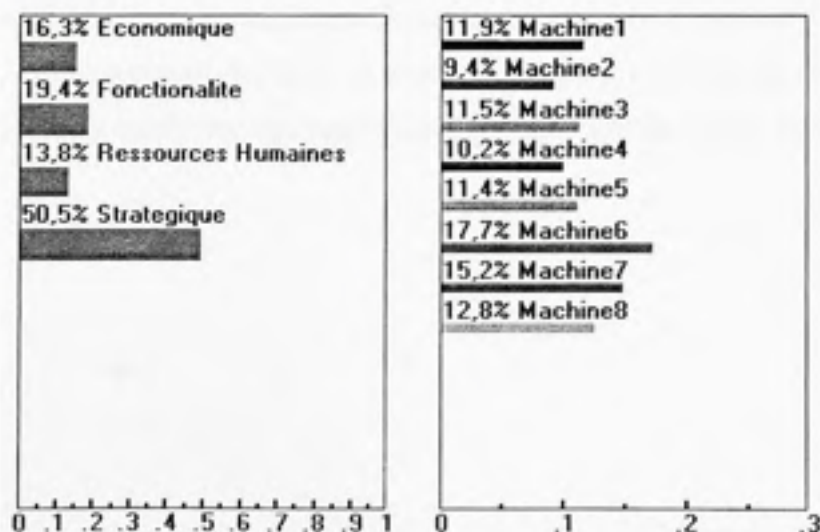 16,3% Economique
19,4% Fonctionalite
13,8% Ressources Humaines
50,5% Strategique
0 .1 .2 .3 .4 .5 .6 .7 .8 .9 1
11,9% Machine1
9,4% Machine2
11,5% Machine3
10,2% Machine4
11,4% Machine5
17,7% Machine6
15,2% Machine7
12,8% Machine8
0 .1 .2 .3